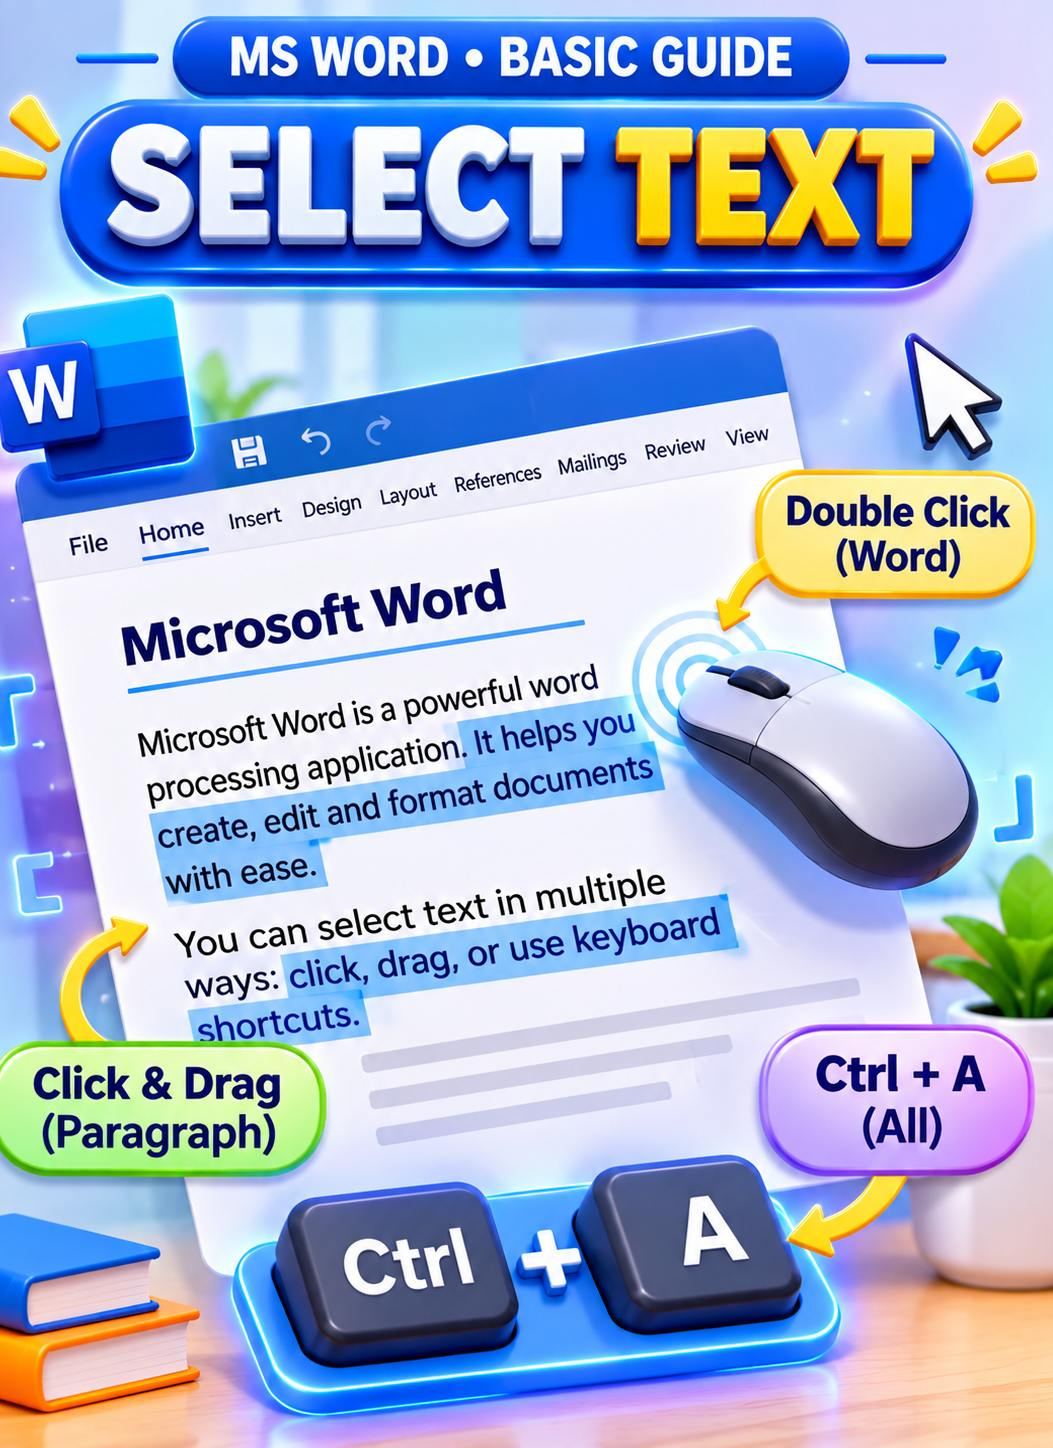 MS WORD • BASIC GUIDE
SELECT TEXT
W
File Home Insert Design Layout References Mailings Review View
Double Click
(Word)
Microsoft Word
Microsoft Word is a powerful word
processing application. It helps you
create, edit and format documents
with ease.
You can select text in multiple
ways: click, drag, or use keyboard
shortcuts.
Click & Drag
(Paragraph)
Ctrl + A
(All)
Ctrl + A